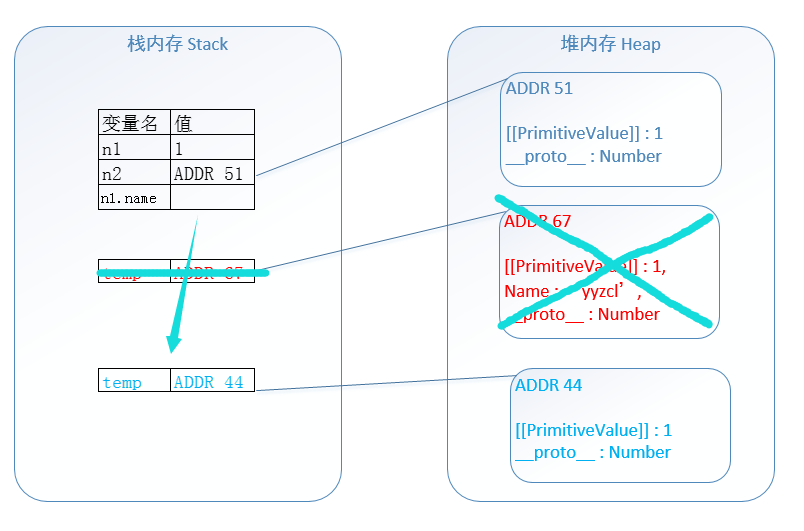 栈内存 Stack
堆内存 Heap
变量名 值
n1 1
n2 ADDR 51
n1.name
temp ADDR 67
temp ADDR 44
ADDR 51
[[PrimitiveValue]] : 1
__proto__ : Number
ADDR 67
[[PrimitiveValue]] : 1,
Name : ‘yyzcl’,
__proto__ : Number
ADDR 44
[[PrimitiveValue]] : 1
__proto__ : Number